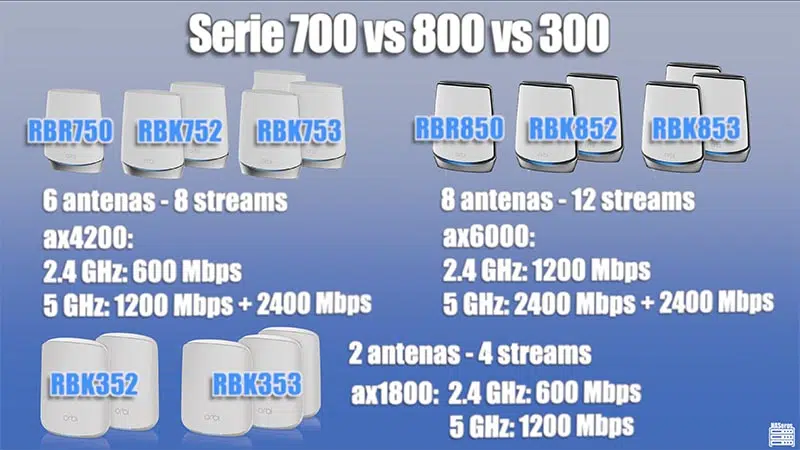 Serie 700 vs 800 vs 300
RBR750
RBK752
RBK753
RBR850
RBK852
RBK853
6 antenas - 8 streams
ax4200:
2.4 GHz: 600 Mbps
5 GHz: 1200 Mbps + 2400 Mbps
8 antenas - 12 streams
ax6000:
2.4 GHz: 1200 Mbps
5 GHz: 2400 Mbps + 2400 Mbps
RBK352
RBK353
orbi
orbi
2 antenas - 4 streams
ax1800: 2.4 GHz: 600 Mbps
5 GHz: 1200 Mbps